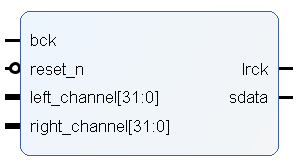 bck
reset_n
lrck
left_channel[31:0]
sdata
right_channel[31:0]